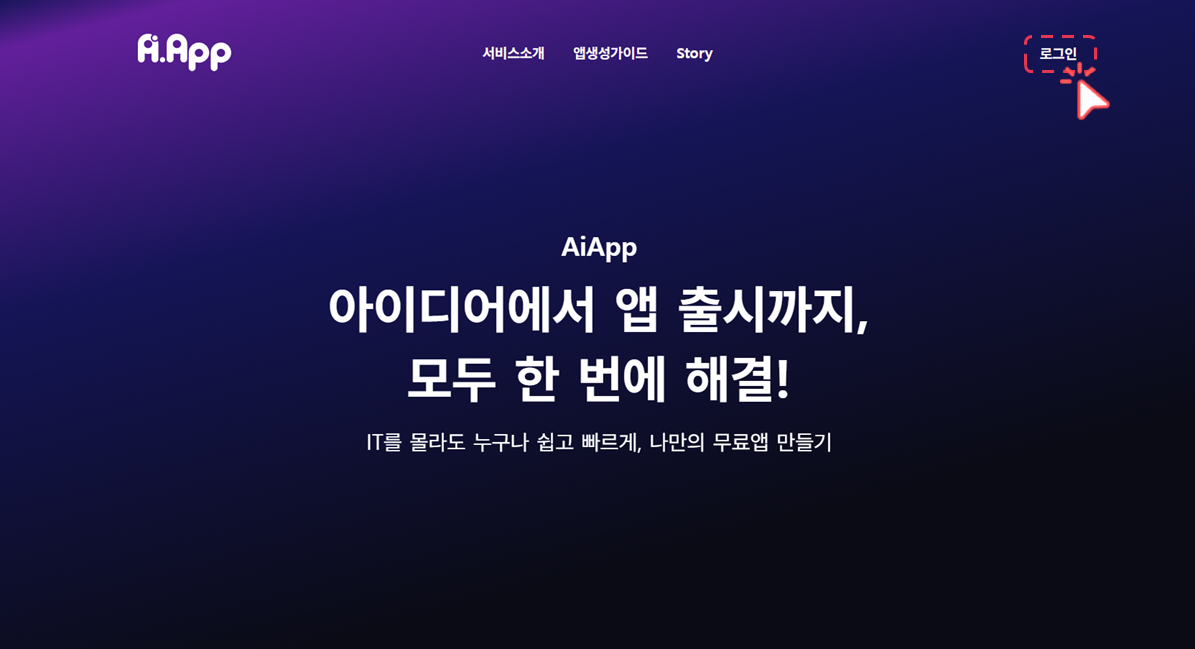 Ai.App
서비스소개 앱생성가이드 Story
로그인
AiApp
아이디어에서 앱 출시까지,
모두 한 번에 해결!
IT를 몰라도 누구나 쉽고 빠르게, 나만의 무료앱 만들기